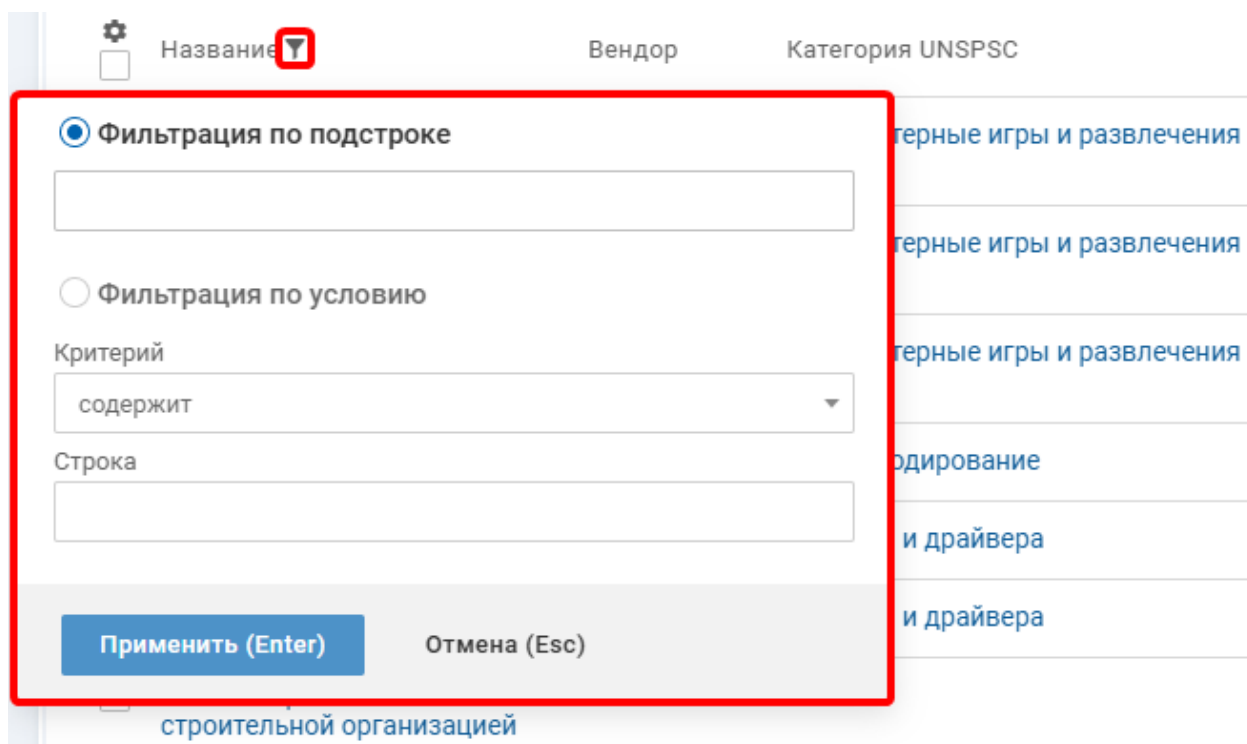 Название Вендор Категория UNSPSC
Фильтрация по подстроке
терные игры и развлечения
терные игры и развлечения
Фильтрация по условию
Критерий
терные игры и развлечения
содержит
Строка
одирование
и драйвера
и драйвера
Применить (Enter) Отмена (Esc)
строительной организацией